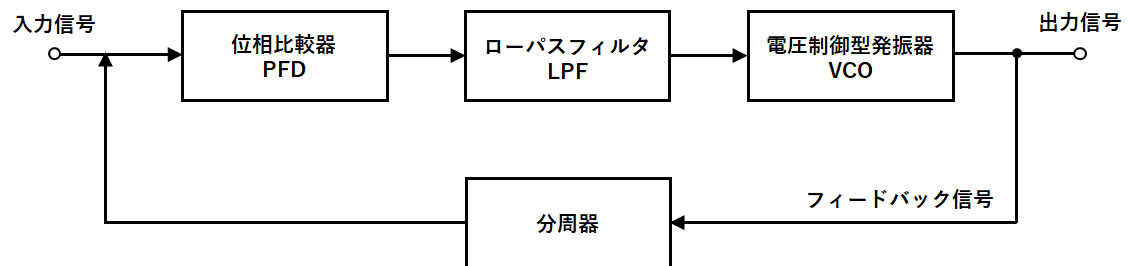 入力信号
位相比較器
PFD
ローパスフィルタ
LPF
電圧制御型発振器
VCO
出力信号
フィードバック信号
分周器